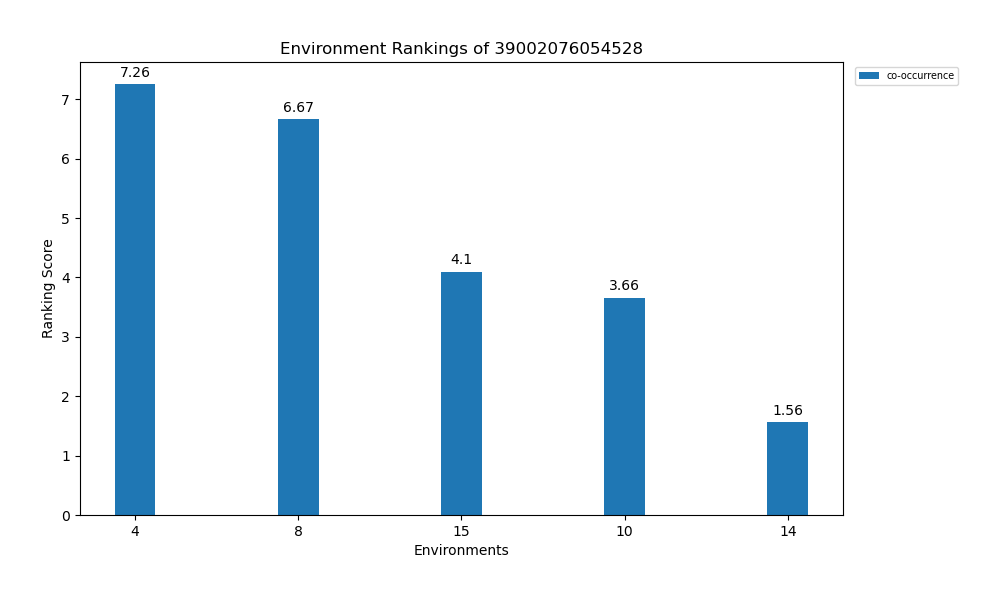 Environment Rankings of 39002076054528
co-occurrence
Ranking Score
7
6
5
4
3
2
1
0
7.26
6.67
4.1
3.66
1.56
4 8 15 10 14
Environments